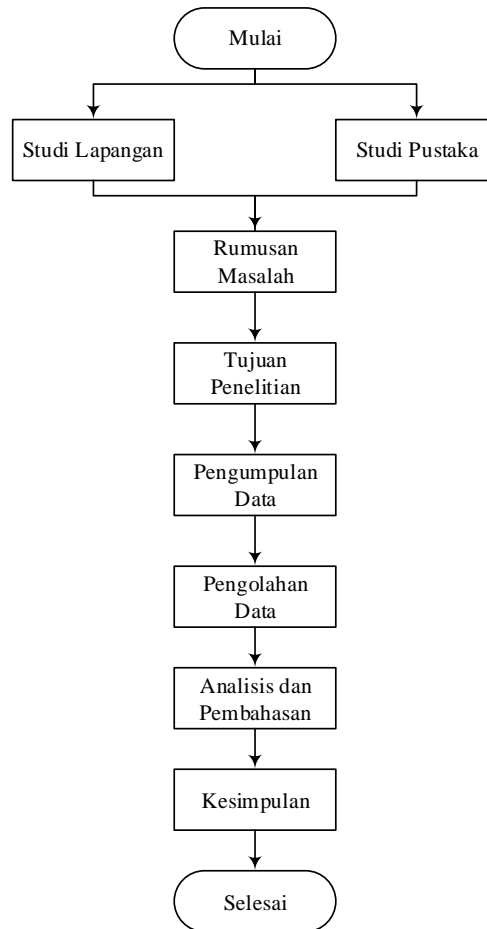 Mulai
Studi Lapangan
Studi Pustaka
Rumusan
Masalah
Tujuan
Penelitian
Pengumpulan
Data
Pengolahan
Data
Analisis dan
Pembahasan
Kesimpulan
Selesai